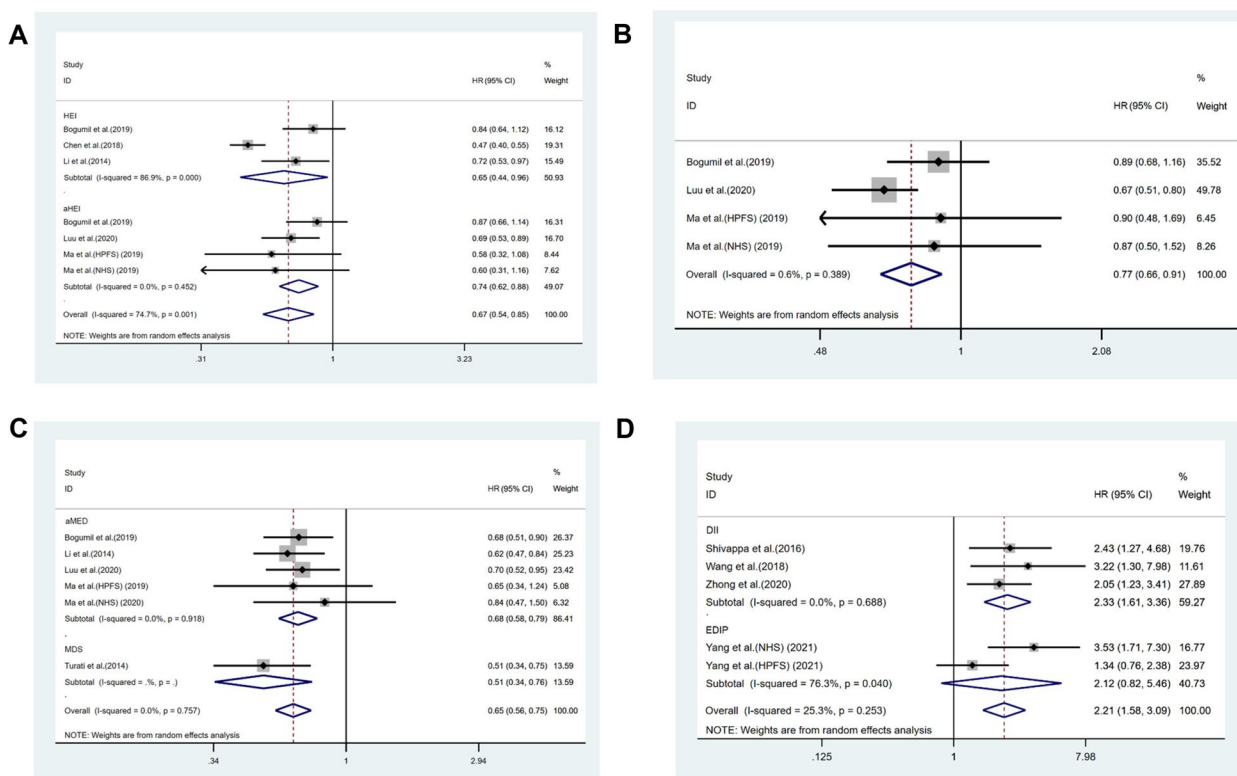 A
Study %
ID HR (95% CI) Weight
HEI
Bogumil et al.(2019) 0.84 (0.64, 1.12) 16.12
Chen et al.(2018) 0.47 (0.40, 0.55) 19.31
Li et al.(2014) 0.72 (0.53, 0.97) 15.49
Subtotal (I-squared = 86.9%, p = 0.000) 0.65 (0.44, 0.96) 50.93
.
aHEI
Bogumil et al.(2019) 0.87 (0.66, 1.14) 16.31
Luu et al.(2020) 0.69 (0.53, 0.89) 16.70
Ma et al.(HPFS) (2019) 0.58 (0.32, 1.08) 8.44
Ma et al.(NHS) (2019) 0.60 (0.31, 1.16) 7.62
Subtotal (I-squared = 0.0%, p = 0.452) 0.74 (0.62, 0.88) 49.07
.
Overall (I-squared = 74.7%, p = 0.001) 0.67 (0.54, 0.85) 100.00
NOTE: Weights are from random effects analysis
.31 1 3.23
B
Study %
ID HR (95% CI) Weight
Bogumil et al.(2019) 0.89 (0.68, 1.16) 35.52
Luu et al.(2020) 0.67 (0.51, 0.80) 49.78
Ma et al.(HPFS) (2019) 0.90 (0.48, 1.69) 6.45
Ma et al.(NHS) (2019) 0.87 (0.50, 1.52) 8.26
Overall (I-squared = 0.6%, p = 0.389) 0.77 (0.66, 0.91) 100.00
NOTE: Weights are from random effects analysis
.48 1 2.08
C
Study %
ID HR (95% CI) Weight
aMED
Bogumil et al.(2019) 0.68 (0.51, 0.90) 26.37
Li et al.(2014) 0.62 (0.47, 0.84) 25.23
Luu et al.(2020) 0.70 (0.52, 0.95) 23.42
Ma et al.(HPFS) (2019) 0.65 (0.34, 1.24) 5.08
Ma et al.(NHS) (2020) 0.84 (0.47, 1.50) 6.32
Subtotal (I-squared = 0.0%, p = 0.918) 0.68 (0.58, 0.79) 86.41
.
MDS
Turati et al.(2014) 0.51 (0.34, 0.75) 13.59
Subtotal (I-squared = .%, p = .) 0.51 (0.34, 0.76) 13.59
.
Overall (I-squared = 0.0%, p = 0.757) 0.65 (0.56, 0.75) 100.00
NOTE: Weights are from random effects analysis
.34 1 2.94
D
Study %
ID HR (95% CI) Weight
DII
Shivappa et al.(2016) 2.43 (1.27, 4.68) 19.76
Wang et al.(2018) 3.22 (1.30, 7.98) 11.61
Zhong et al.(2020) 2.05 (1.23, 3.41) 27.89
Subtotal (I-squared = 0.0%, p = 0.688) 2.33 (1.61, 3.36) 59.27
.
EDIP
Yang et al.(NHS) (2021) 3.53 (1.71, 7.30) 16.77
Yang et al.(HPFS) (2021) 1.34 (0.76, 2.38) 23.97
Subtotal (I-squared = 76.3%, p = 0.040) 2.12 (0.82, 5.46) 40.73
.
Overall (I-squared = 25.3%, p = 0.253) 2.21 (1.58, 3.09) 100.00
NOTE: Weights are from random effects analysis
.125 1 7.98